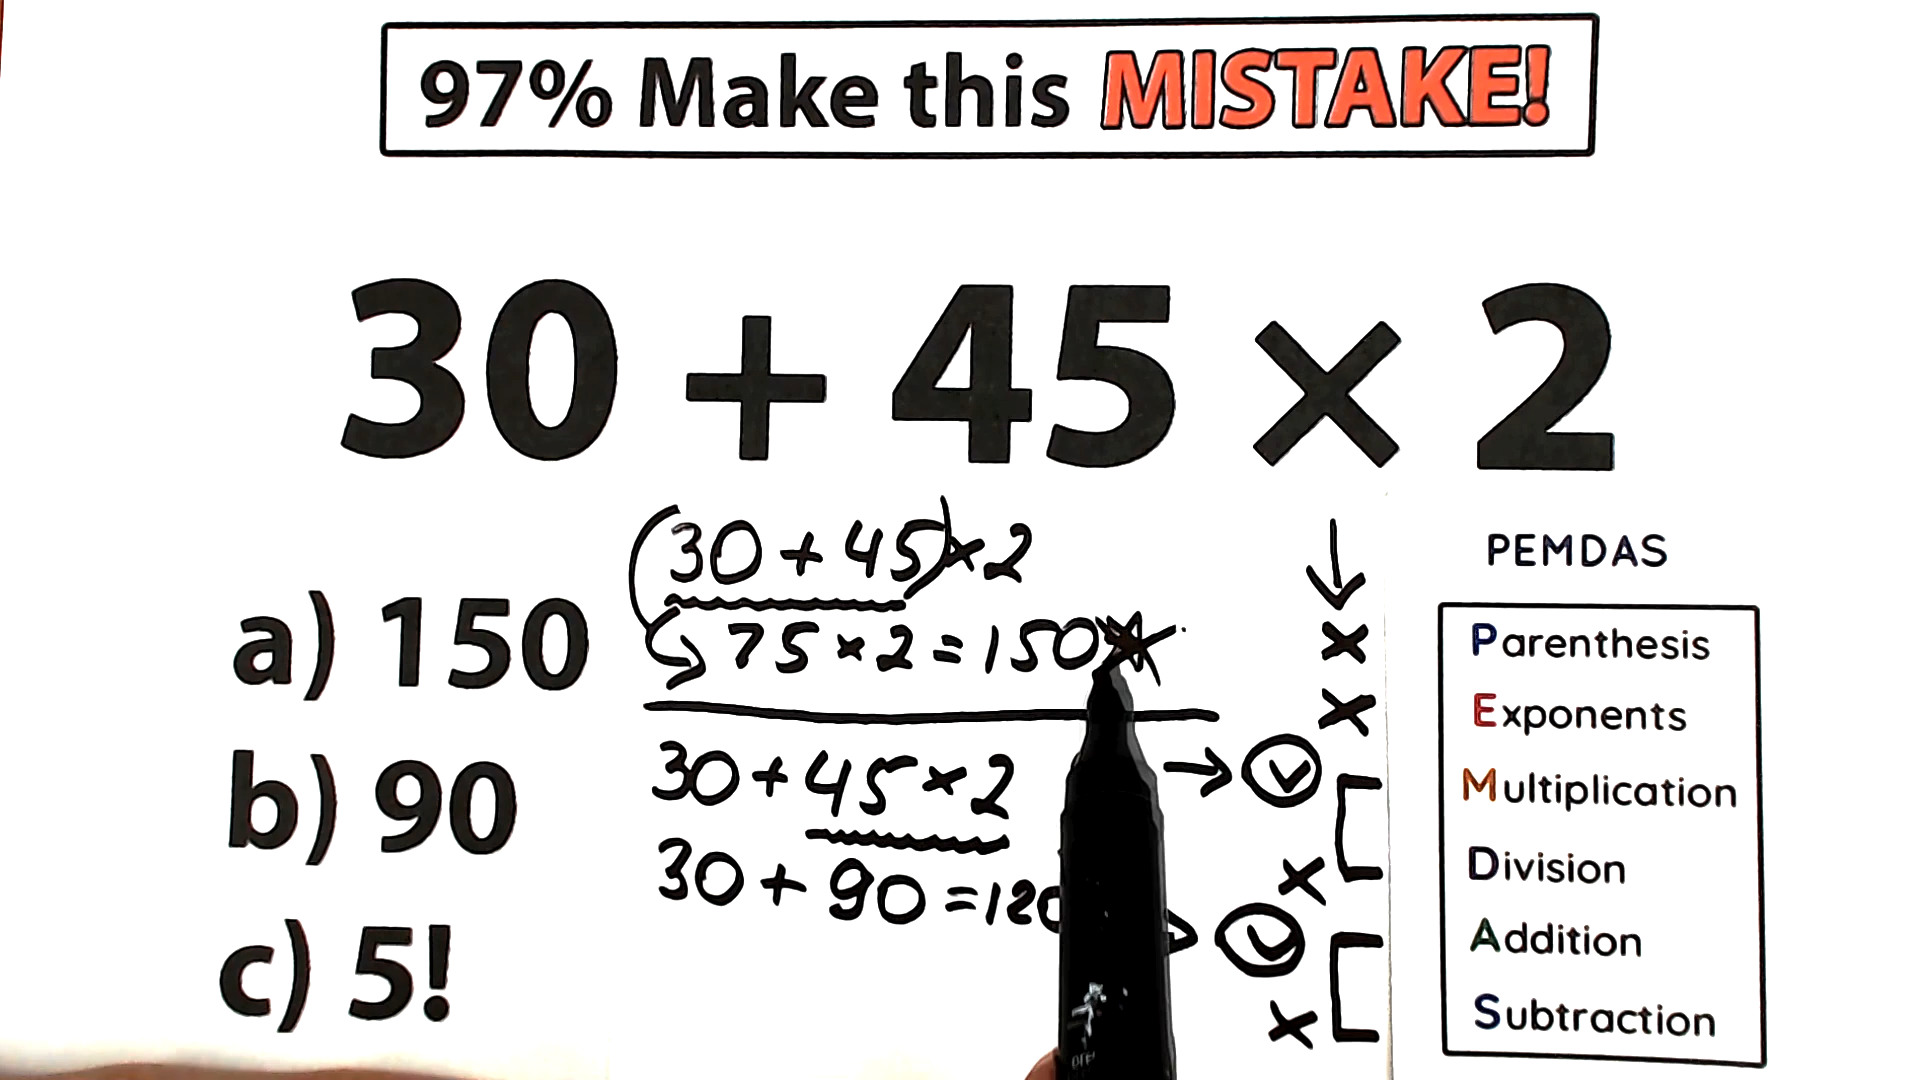 97% Make this MISTAKE!
30 + 45 × 2
a) 150
b) 90
c) 5!
(30 + 45) × 2
75 × 2 = 150
30 + 45 × 2
30 + 90 = 120
PEMDAS
Parenthesis
Exponents
Multiplication
Division
Addition
Subtraction